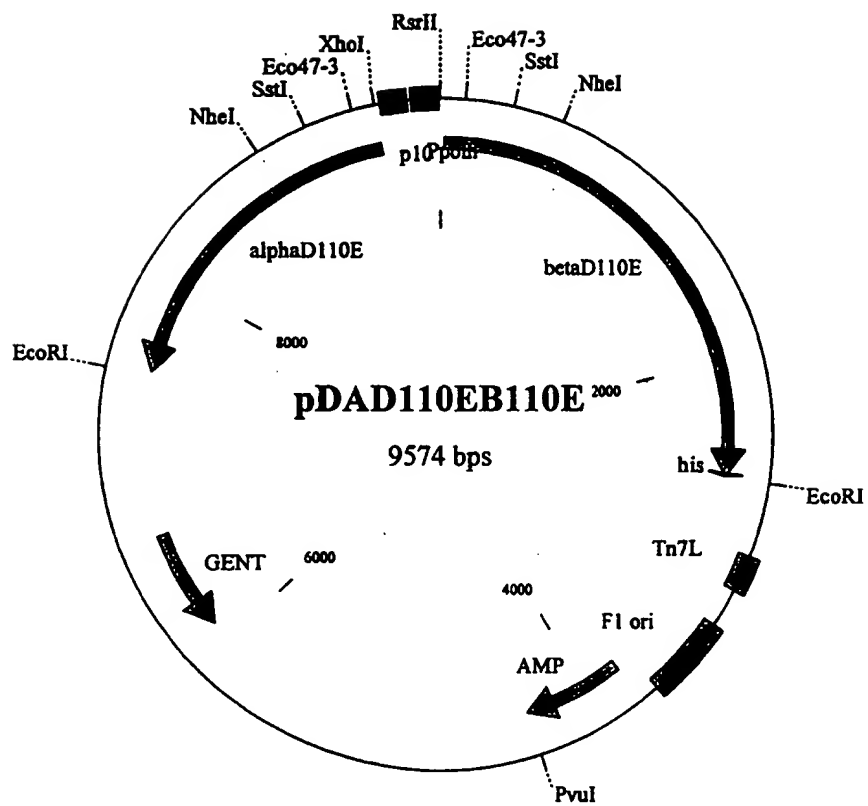 RsrII
XhoI
Eco47-3
Eco47-3
SstI
SstI
NheI
NheI
p10
Ppolh
alphaD110E
betaD110E
EcoRI
8000
pDAD110EB110E
2000
9574 bps
his
EcoRI
Tn7L
GENT
6000
4000
F1 ori
AMP
PvuI